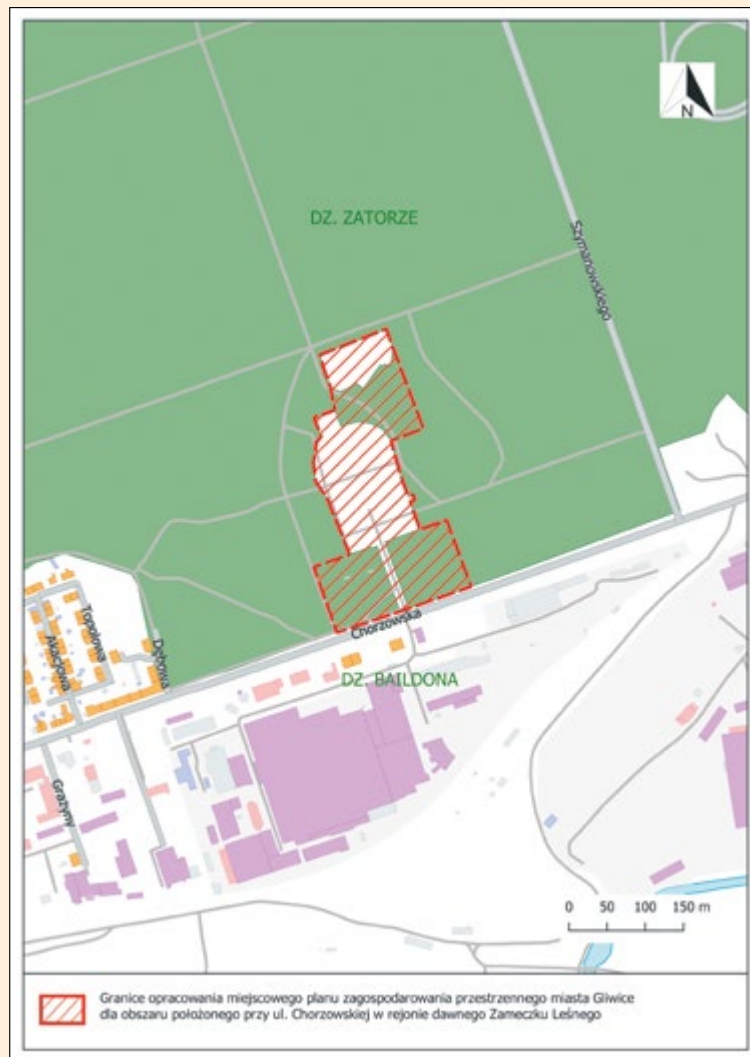 N
DZ. ZATORZE
Szymanowskiego
Chorzowska
Topolowa
Akacjowa
Dębowa
DZ. BAILDONA
Grażyny
0 50 100 150 m
Granice opracowania miejscowego planu zagospodarowania przestrzennego miasta Gliwice
dla obszaru położonego przy ul. Chorzowskiej w rejonie dawnego Zameczku Leśnego